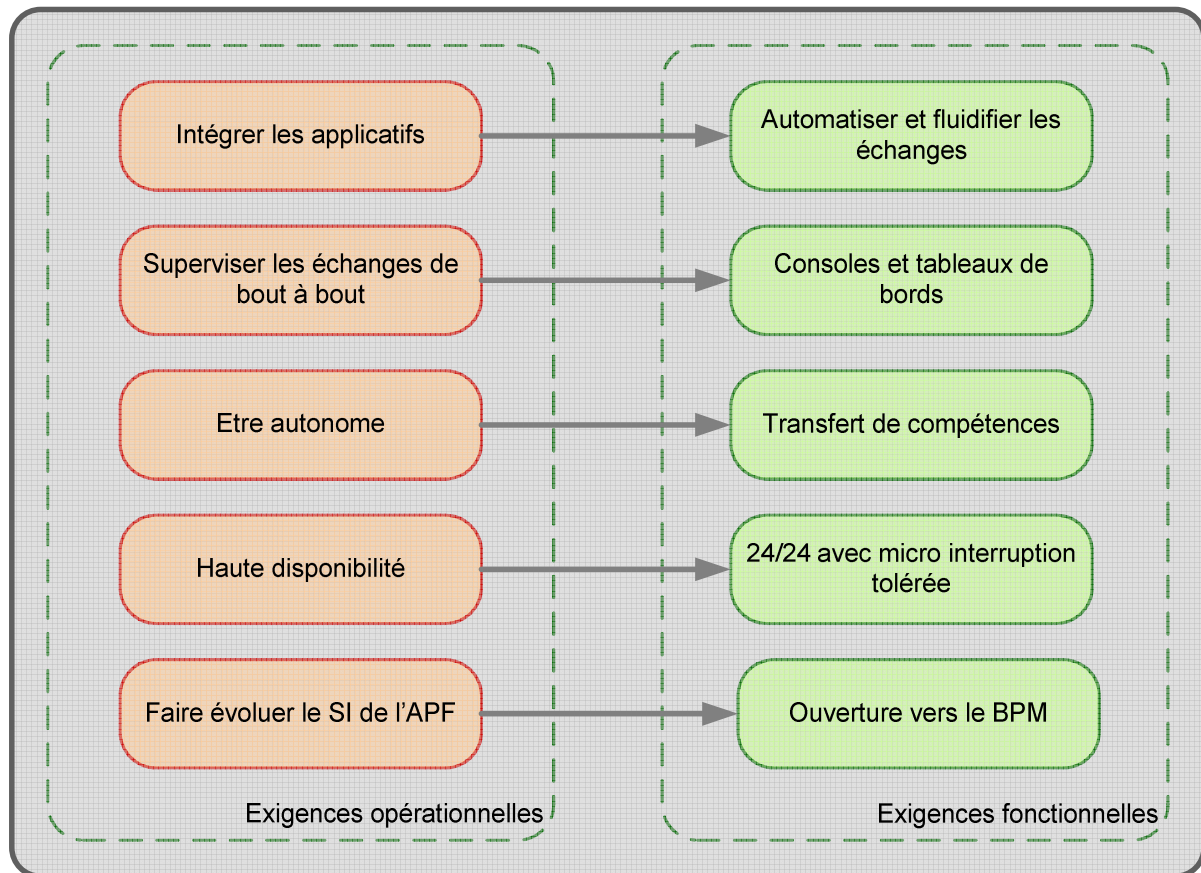 Intégrer les applicatifs
Automatiser et fluidifier les
échanges
Superviser les échanges de
bout à bout
Consoles et tableaux de
bords
Etre autonome
Transfert de compétences
Haute disponibilité
24/24 avec micro interruption
tolérée
Faire évoluer le SI de l'APF
Ouverture vers le BPM
Exigences opérationnelles
Exigences fonctionnelles